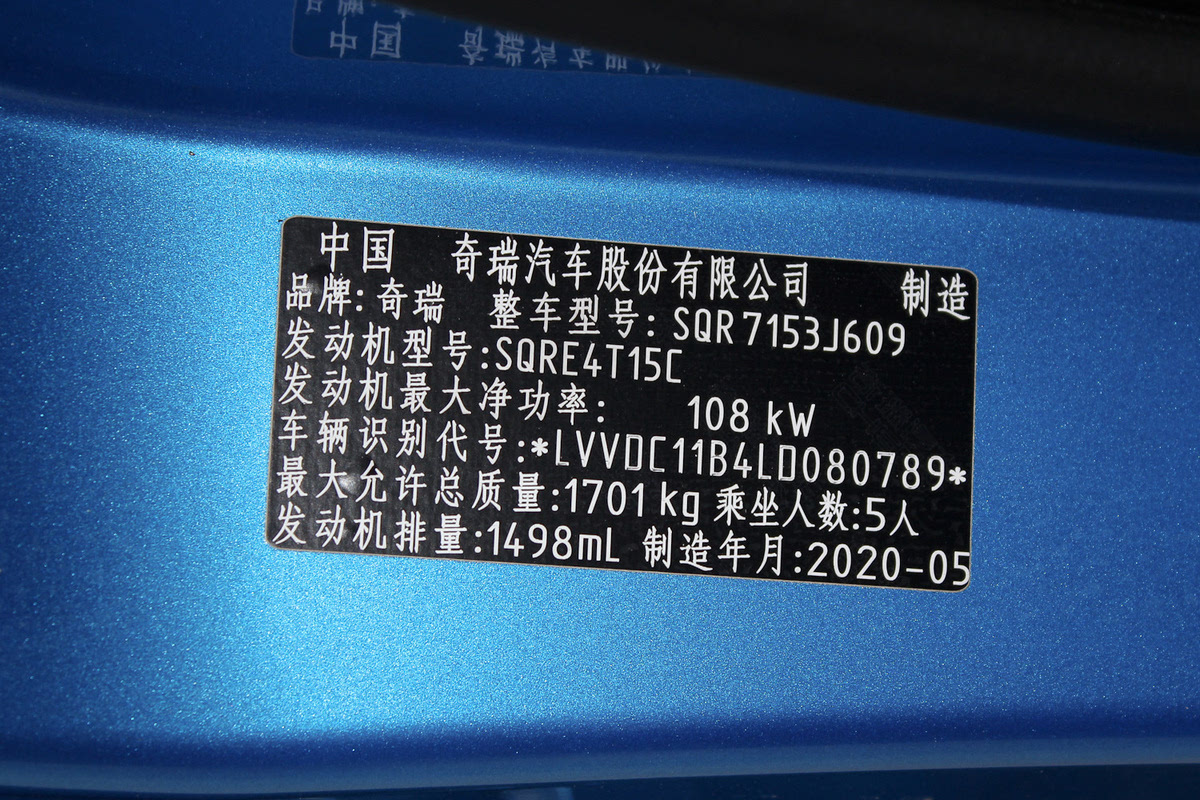 中国 奇瑞汽车股份有限公司 制造
品牌:奇瑞 整车型号:SQR7153J609
发动机型号:SQRE4T15C
发动机最大净功率: 108 kW
车辆识别代号:*LVVDC11B4LD080789*
最大允许总质量:1701kg 乘坐人数:5人
发动机排量:1498mL 制造年月:2020-05